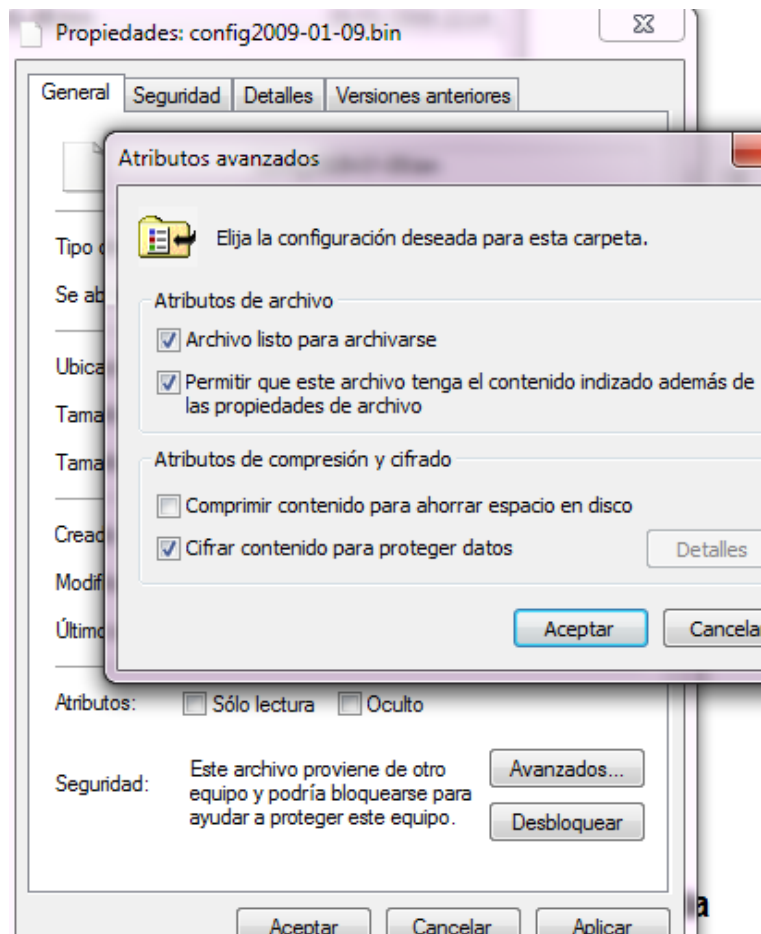 Propiedades: config2009-01-09.bin
General Seguridad Detalles Versiones anteriores
Atributos avanzados
Elija la configuración deseada para esta carpeta.
Tipo
Se ab
Atributos de archivo
Archivo listo para archivarse
Ubica
Permitir que este archivo tenga el contenido indizado además de
las propiedades de archivo
Tama
Tama
Atributos de compresión y cifrado
Comprimir contenido para ahorrar espacio en disco
Cread
Cifrar contenido para proteger datos Detalles
Modif
Último
Aceptar Cancelar
Atributos: Sólo lectura Oculto
Seguridad: Este archivo proviene de otro
equipo y podría bloquearse para
ayudar a proteger este equipo.
Avanzados...
Desbloquear
Aceptar Cancelar Aplicar